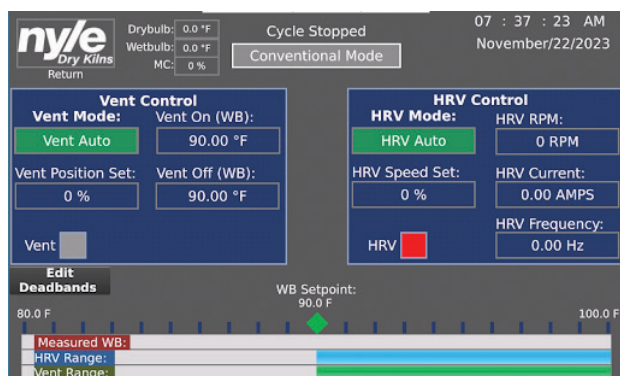 nyle
Dry Kilns
Return
Drybulb: 0.0 °F
Wetbulb: 0.0 °F
MC: 0 %
Cycle Stopped
Conventional Mode
07 : 37 : 23 AM
November/22/2023
Vent Control
Vent Mode: Vent On (WB):
Vent Auto 90.00 °F
Vent Position Set: Vent Off (WB):
0 % 90.00 °F
Vent
HRV Control
HRV Mode: HRV RPM:
HRV Auto 0 RPM
HRV Speed Set: HRV Current:
0 % 0.00 AMPS
HRV Frequency:
HRV 0.00 Hz
Edit
Deadbands
WB Setpoint:
90.0 F
80.0 F 100.0 F
Measured WB:
HRV Range:
Vent Range: